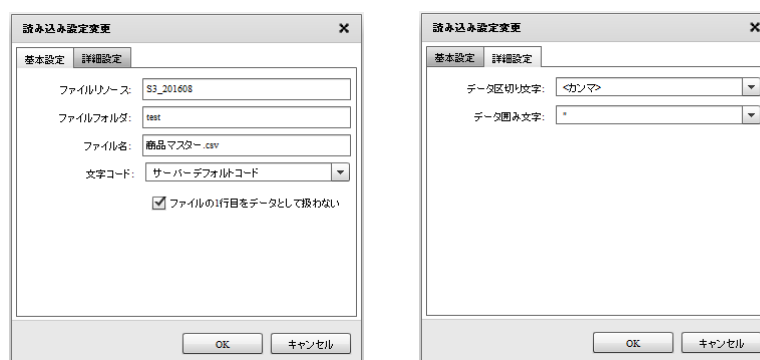 読み込み設定変更
基本設定 詳細設定
ファイルリソース: S3_201608
ファイルフォルダ: test
ファイル名: 商品マスター.csv
文字コード: サーバーデフォルトコード
ファイルの1行目をデータとして扱わない
OK キャンセル
読み込み設定変更
基本設定 詳細設定
データ区切り文字: <カンマ>
データ囲み文字:
OK キャンセル